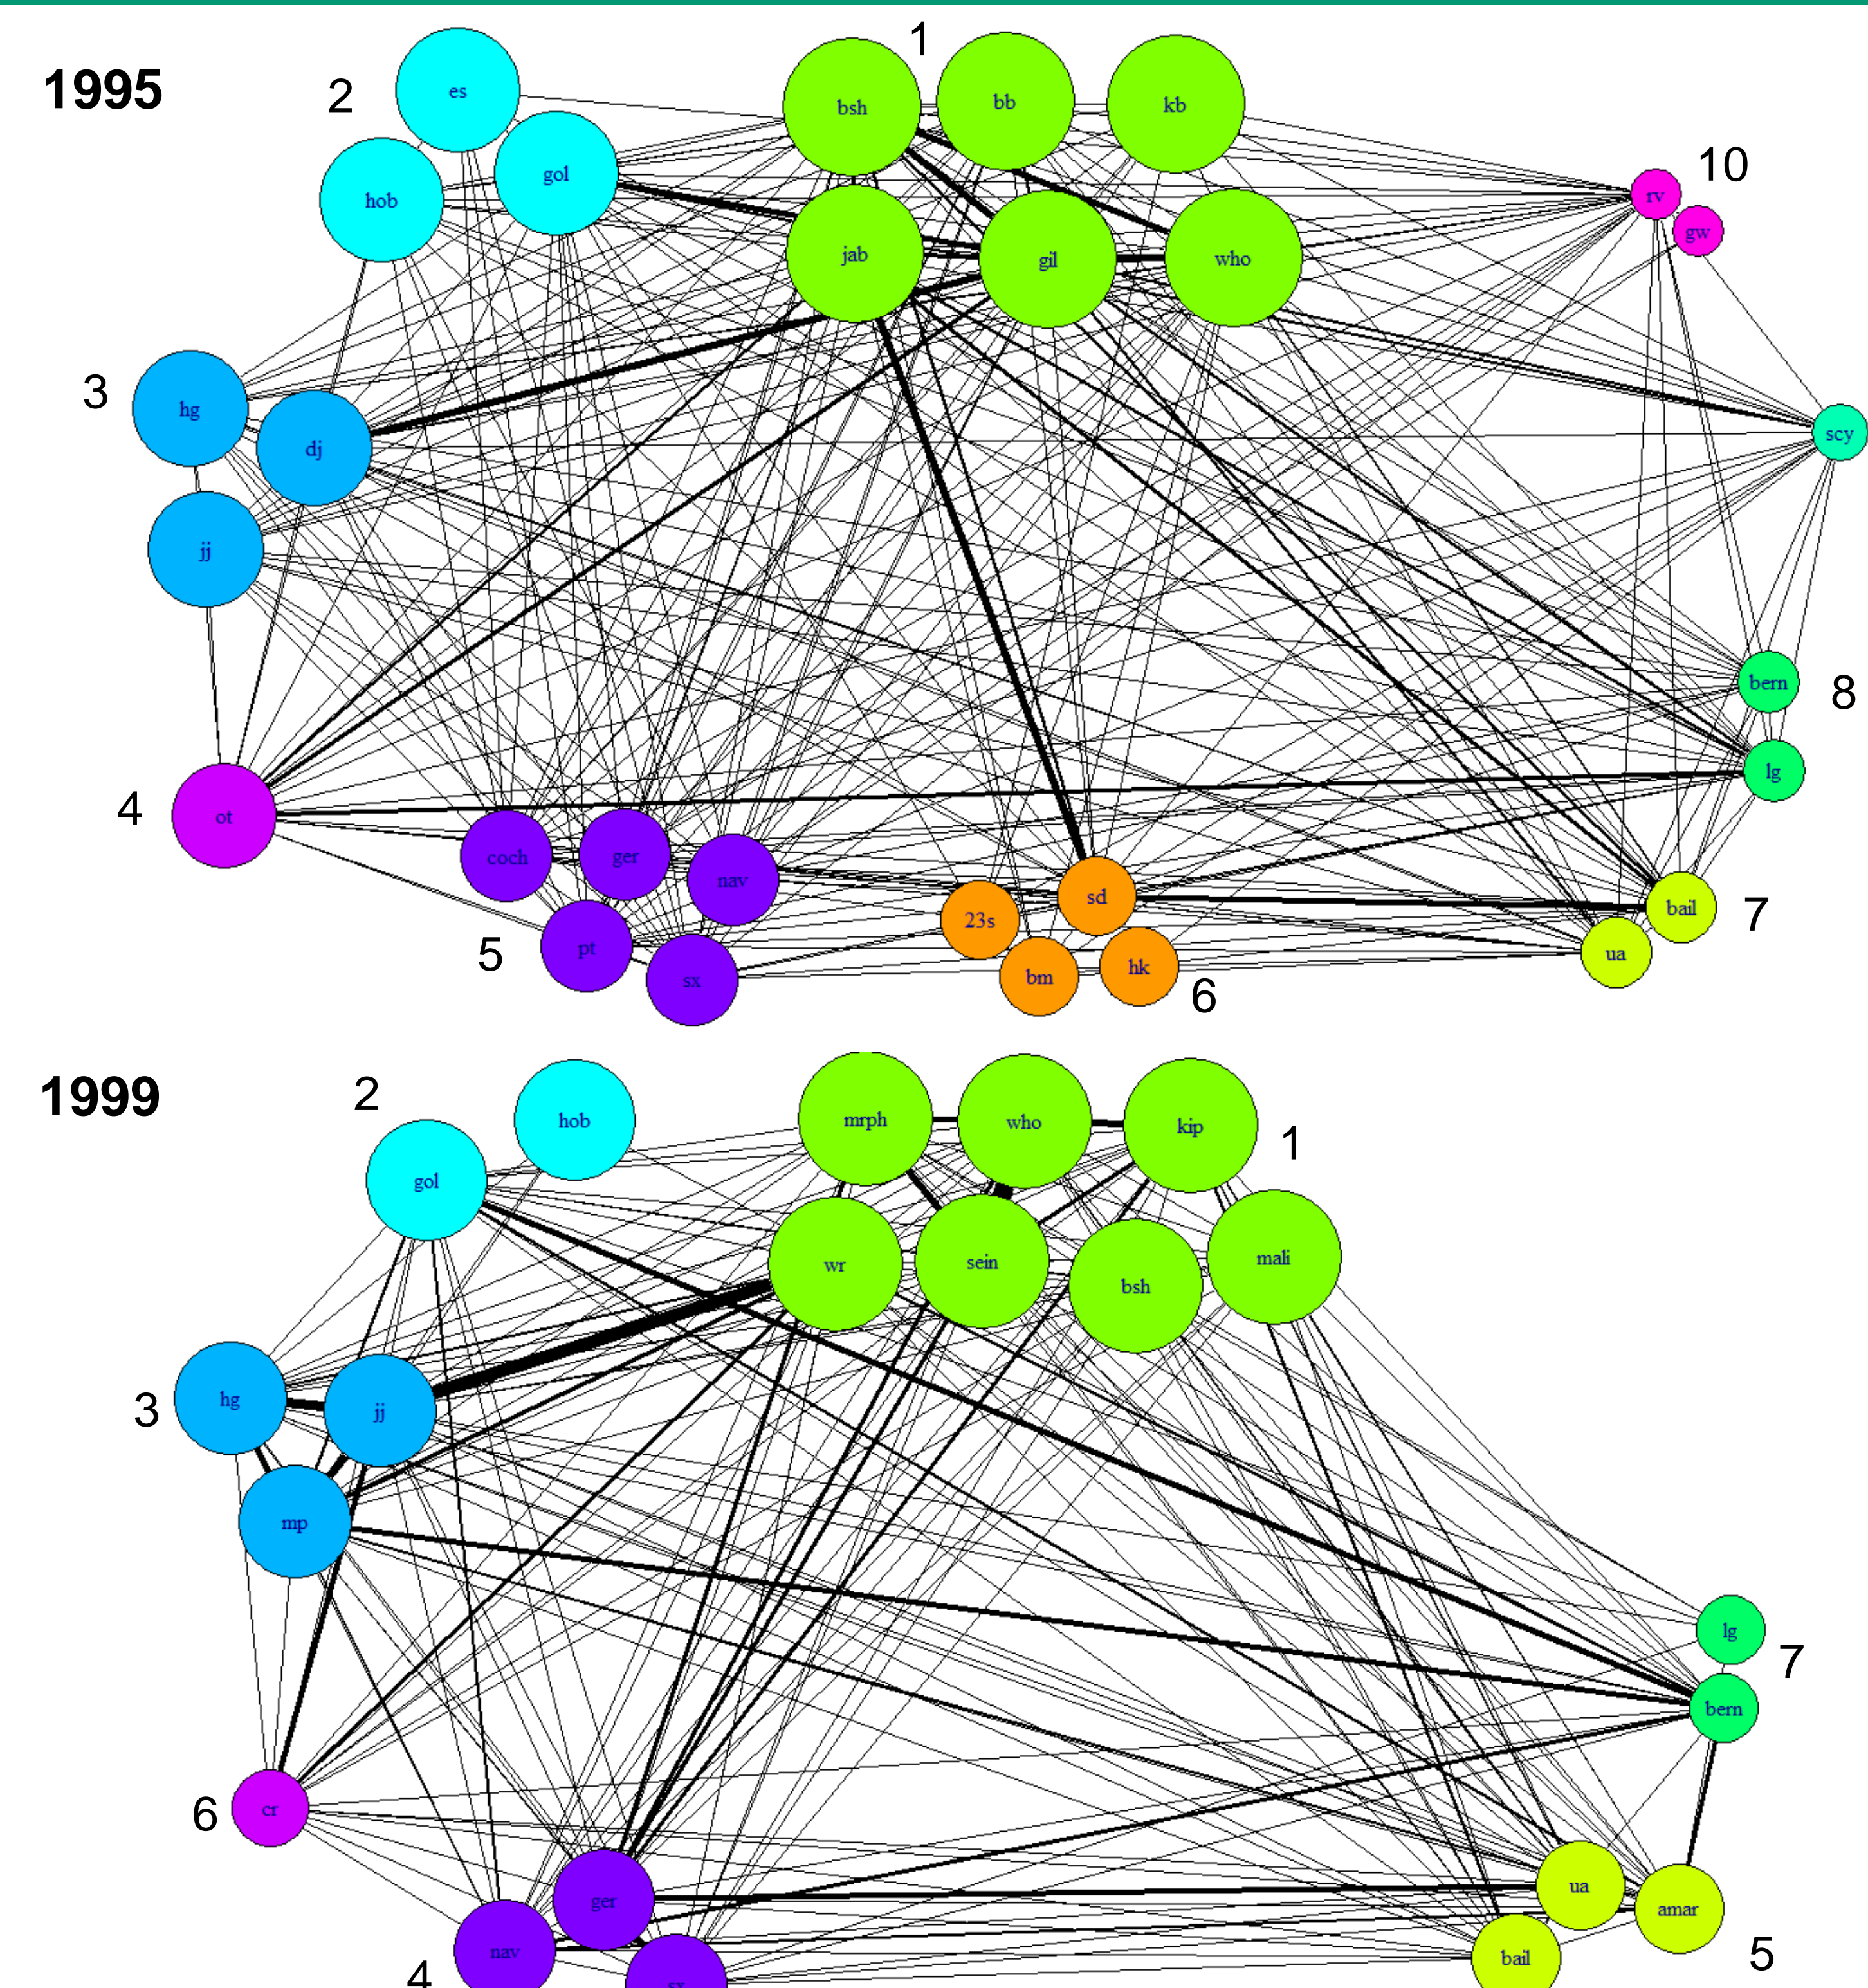 1995
1
2
es
bsh
bb
kb
hob
gol
10
rv
gw
jab
gil
who
3
hg
dj
jj
scy
bern
8
lg
4
ot
coch
ger
nav
5
pt
sx
23s
sd
bm
hk
6
bail
7
ua
1999
2
hob
gol
mrph
who
kip
1
wr
sein
bsh
mali
3
hg
jj
mp
lg
7
bern
6
cr
ger
nav
4
sx
ua
amar
bail
5